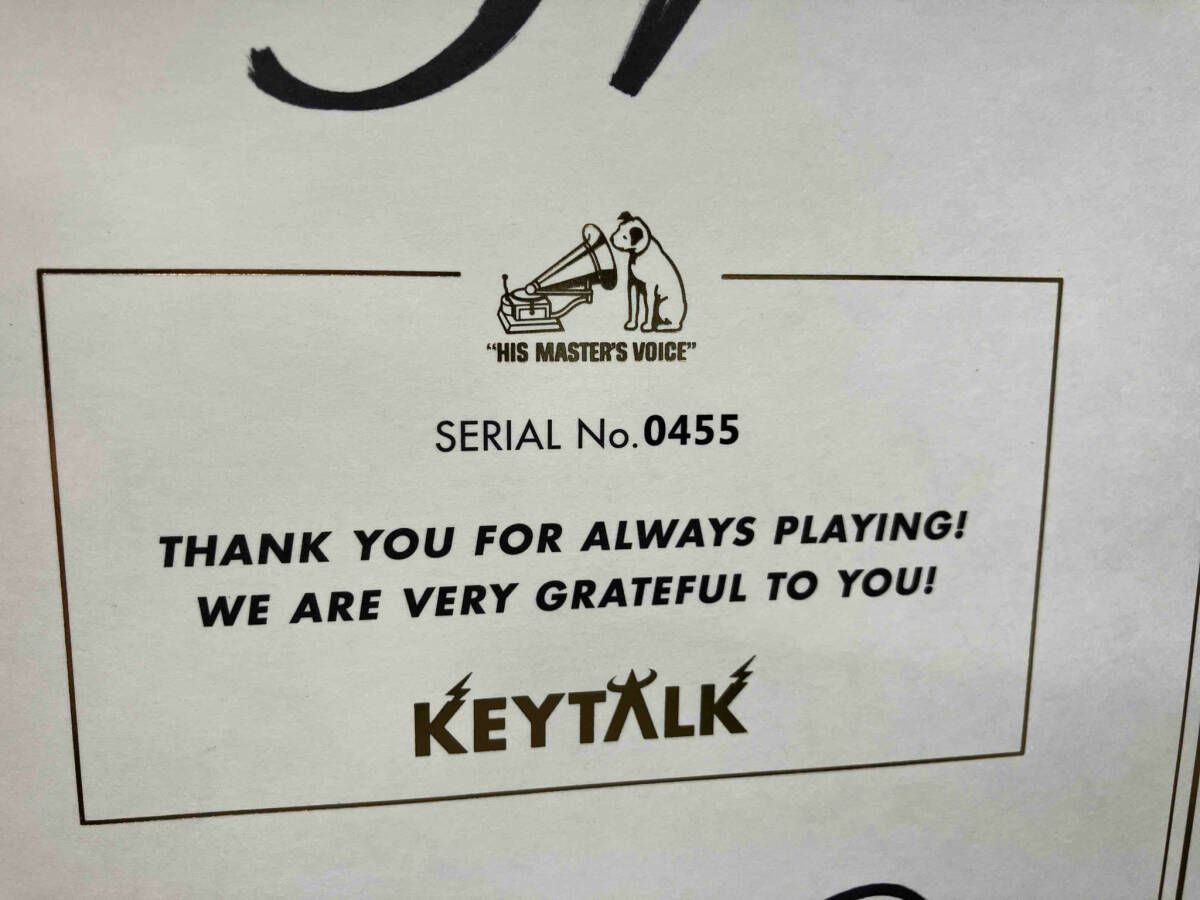 "HIS MASTER'S VOICE"
SERIAL No.0455
THANK YOU FOR ALWAYS PLAYING!
WE ARE VERY GRATEFUL TO YOU!
KEYTALK